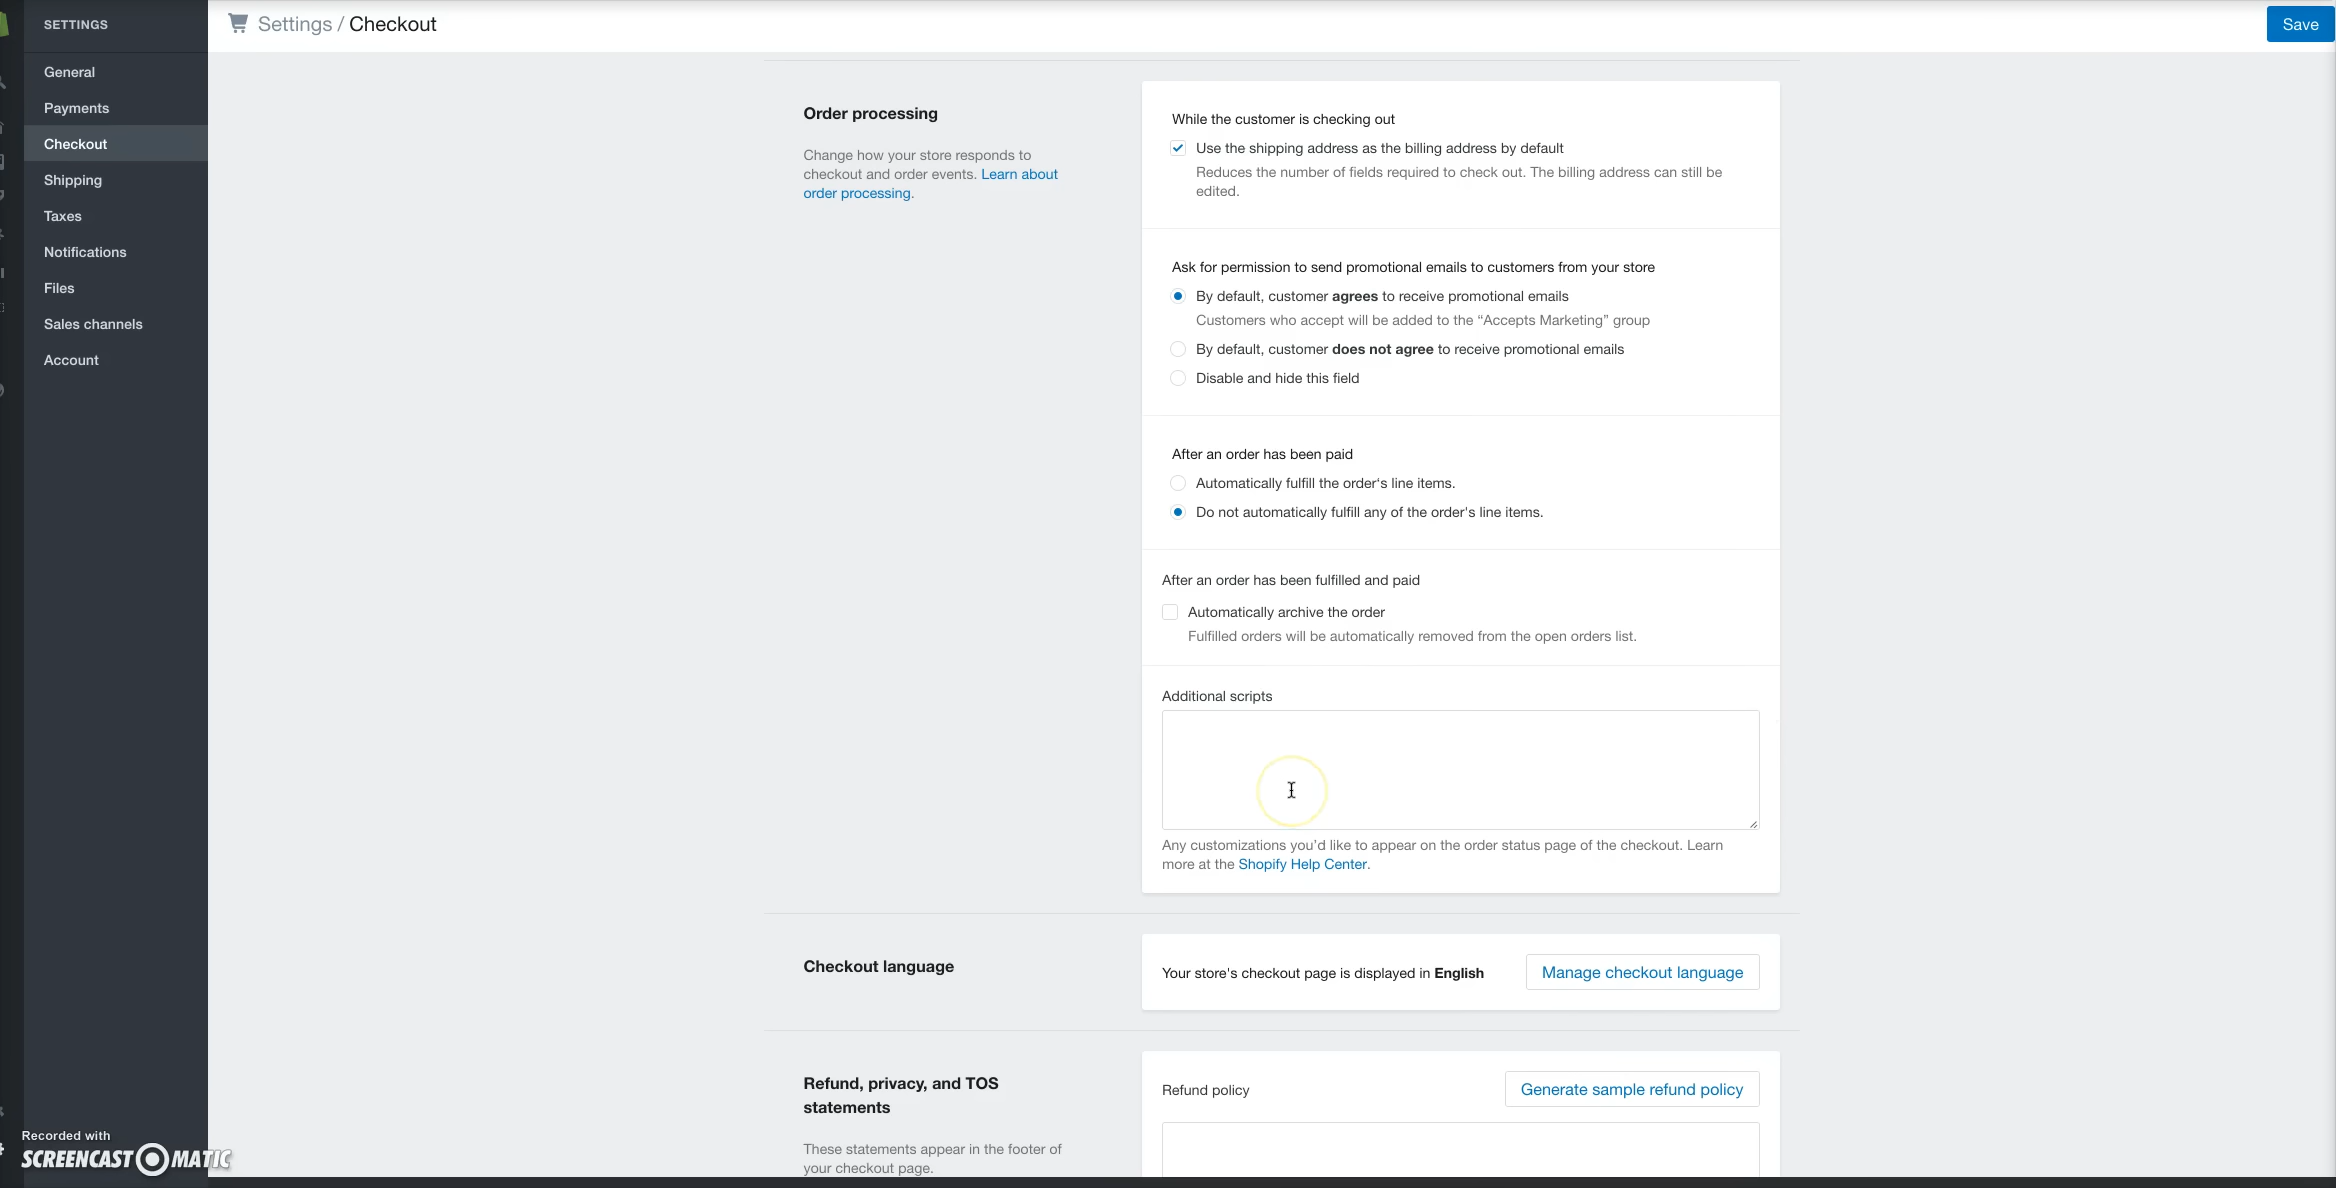 SETTINGS
General
Payments
Checkout
Shipping
Taxes
Notifications
Files
Sales channels
Account
Recorded with
SCREENCAST MATIC
Settings / Checkout
Save
Order processing
Change how your store responds to
checkout and order events. Learn about
order processing.
While the customer is checking out
Use the shipping address as the billing address by default
Reduces the number of fields required to check out. The billing address can still be
edited.
Ask for permission to send promotional emails to customers from your store
By default, customer agrees to receive promotional emails
Customers who accept will be added to the “Accepts Marketing” group
By default, customer does not agree to receive promotional emails
Disable and hide this field
After an order has been paid
Automatically fulfill the order's line items.
Do not automatically fulfill any of the order's line items.
After an order has been fulfilled and paid
Automatically archive the order
Fulfilled orders will be automatically removed from the open orders list.
Additional scripts
Any customizations you’d like to appear on the order status page of the checkout. Learn
more at the Shopify Help Center.
Checkout language
Your store's checkout page is displayed in English
Manage checkout language
Refund, privacy, and TOS
statements
These statements appear in the footer of
your checkout page.
Refund policy
Generate sample refund policy